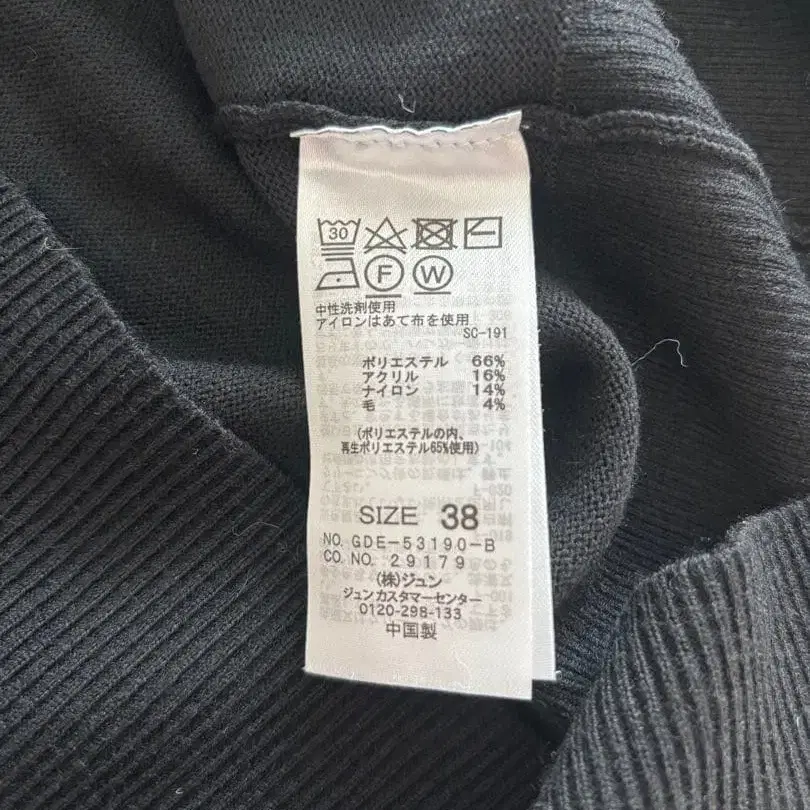 30
F W
中性洗剤使用
アイロンはあて布を使用
SC-191
ポリエステル 66%
アクリル 16%
ナイロン 14%
毛 4%
(ポリエステルの内、
再生ポリエステル65%使用)
SIZE 38
NO. GDE-53190-B
CO. NO. 29179
(株)ジュン
ジュンカスタマーセンター
0120-298-133
中国製